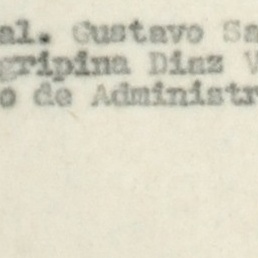 al. Gustavo Sa
gripina Diaz V
o de Administr